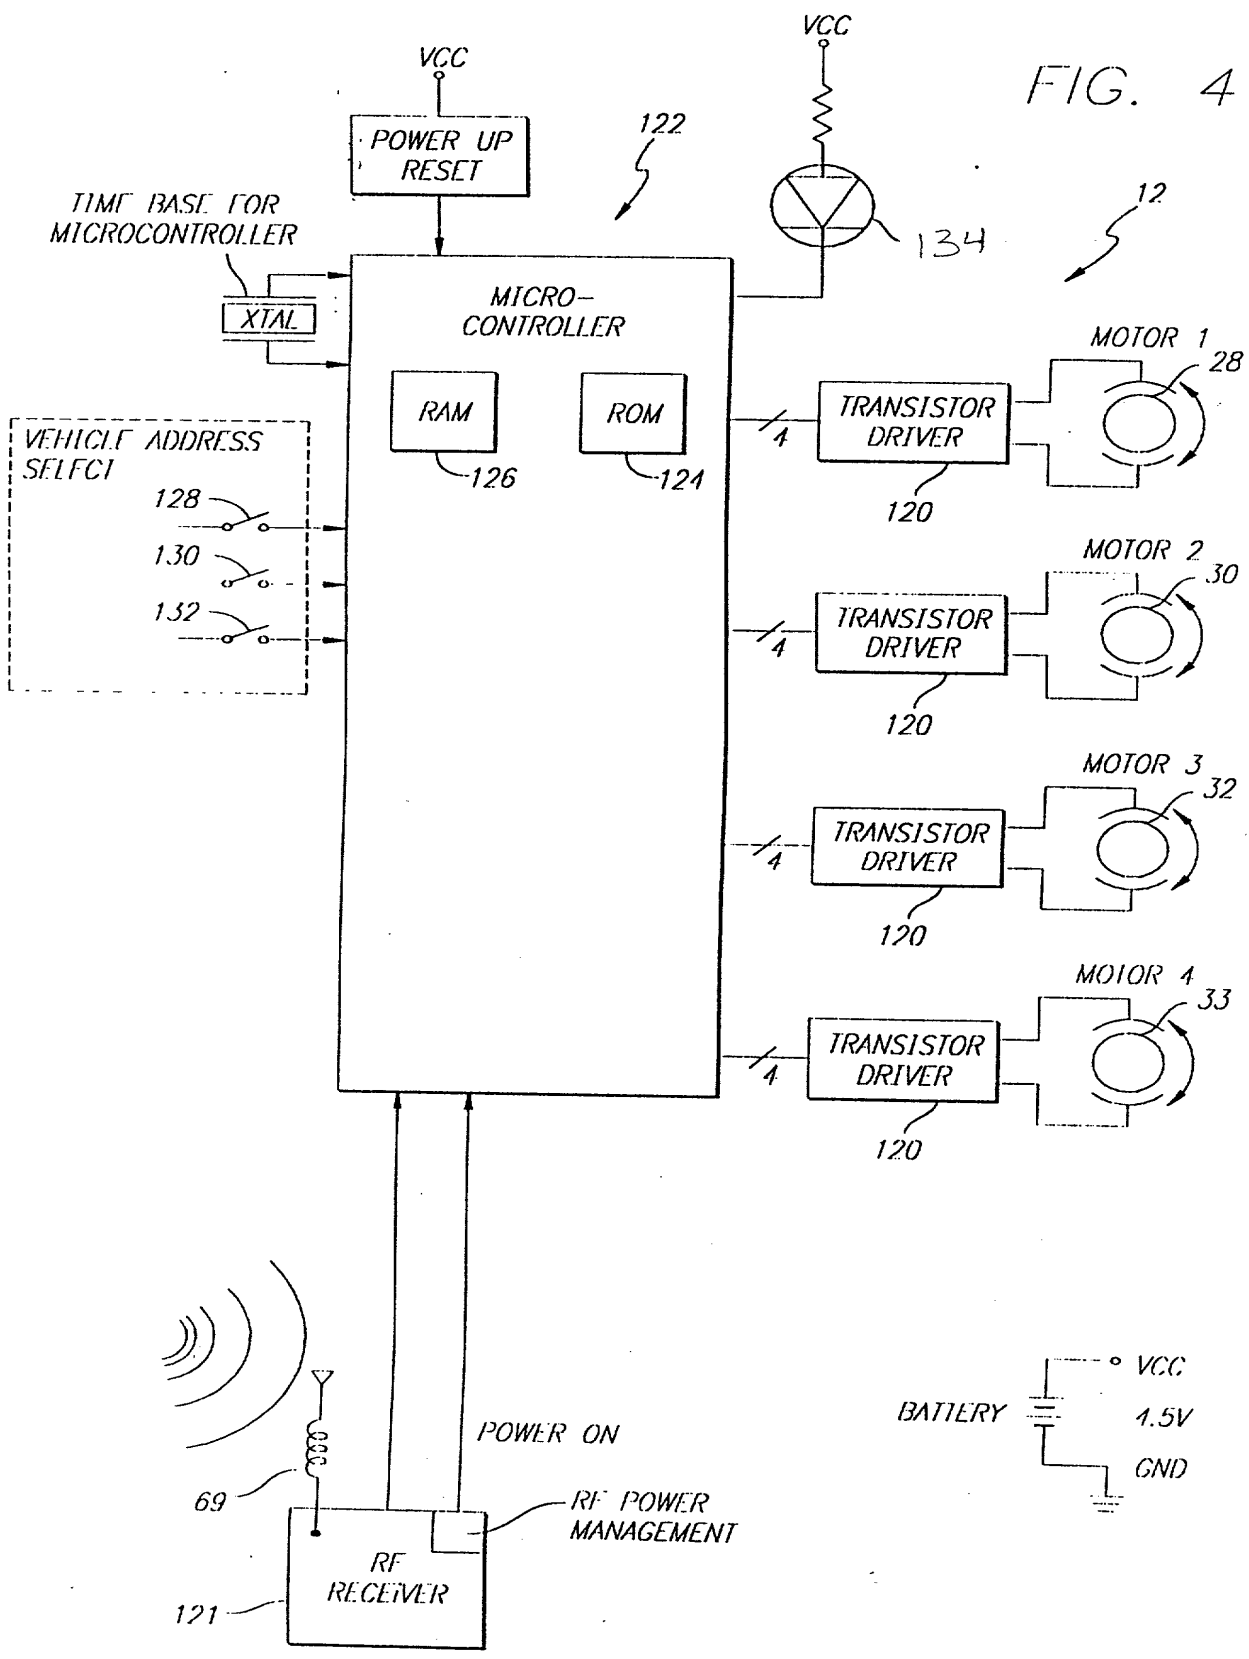 VCC
FIG. 4
VCC
POWER UP
RESET
122
12
134
TIME BASE FOR
MICROCONTROLLER
XTAL
MICRO-
CONTROLLER
RAM
126
ROM
124
VEHICLE ADDRESS
SELECT
128
130
132
MOTOR 1
28
4
TRANSISTOR
DRIVER
120
MOTOR 2
30
4
TRANSISTOR
DRIVER
120
MOTOR 3
32
4
TRANSISTOR
DRIVER
120
MOTOR 4
33
4
TRANSISTOR
DRIVER
120
69
POWER ON
RF POWER
MANAGEMENT
RF
RECEIVER
121
BATTERY
VCC
4.5V
GND